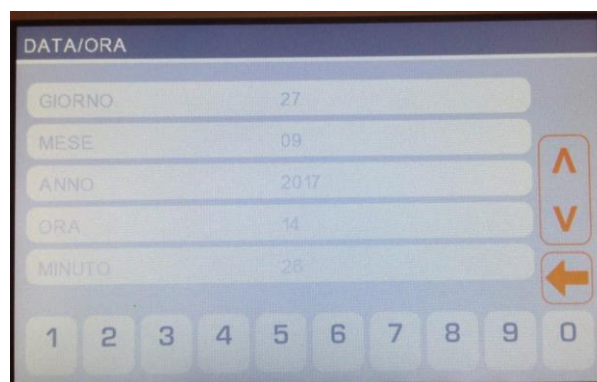 DATA/ORA
GIORNO 27
MESE 09
ANNO 2017
ORA 14
MINUTO 26
1 2 3 4 5 6 7 8 9 0